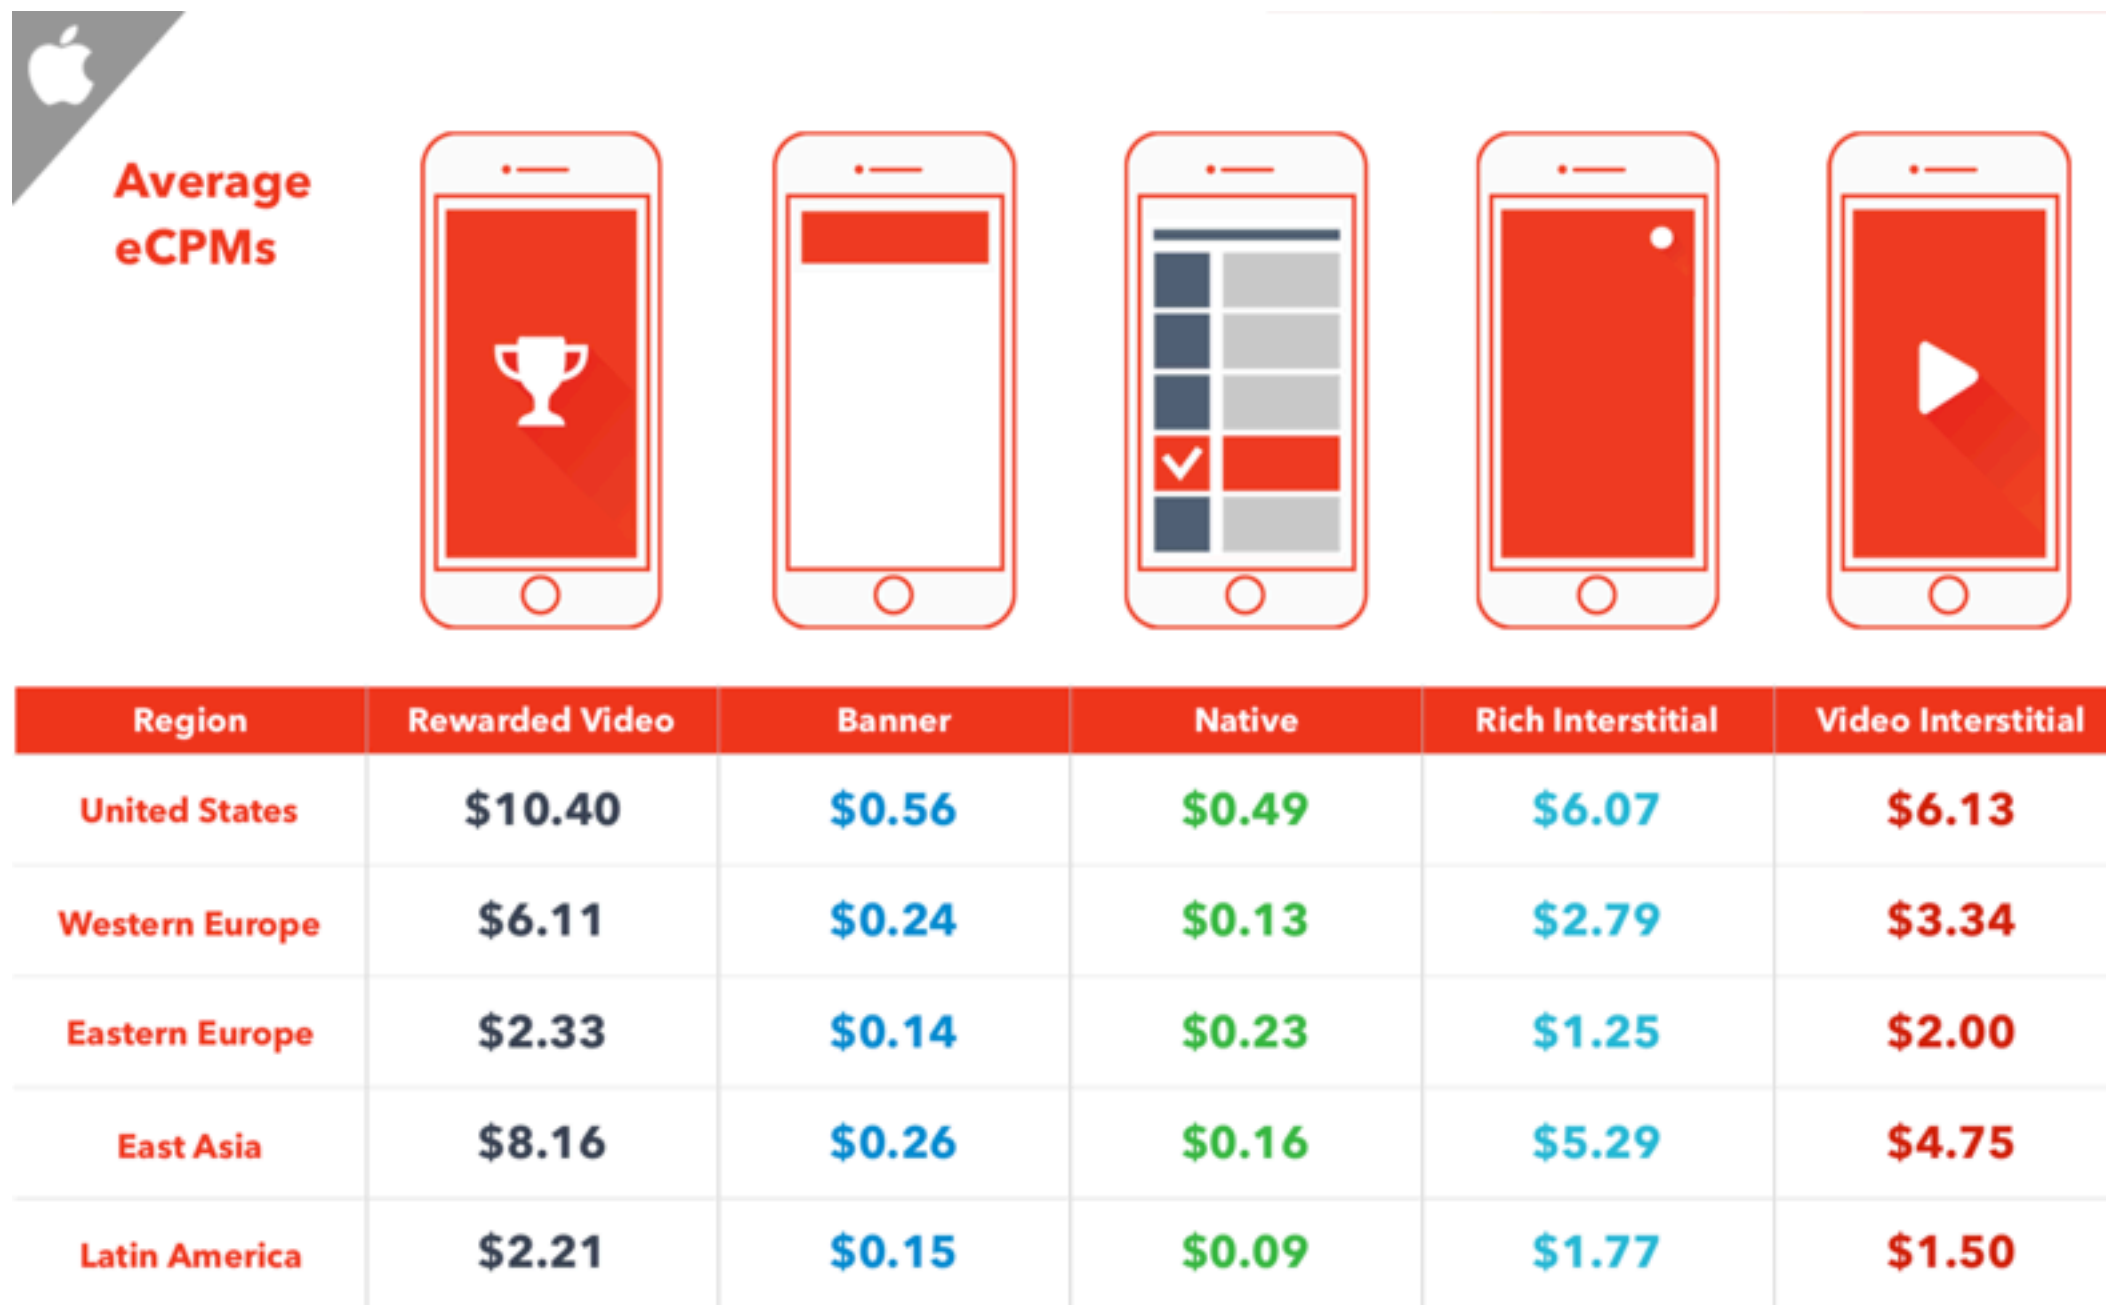 Average
eCPMs
Region Rewarded Video Banner Native Rich Interstitial Video Interstitial
United States $10.40 $0.56 $0.49 $6.07 $6.13
Western Europe $6.11 $0.24 $0.13 $2.79 $3.34
Eastern Europe $2.33 $0.14 $0.23 $1.25 $2.00
East Asia $8.16 $0.26 $0.16 $5.29 $4.75
Latin America $2.21 $0.15 $0.09 $1.77 $1.50